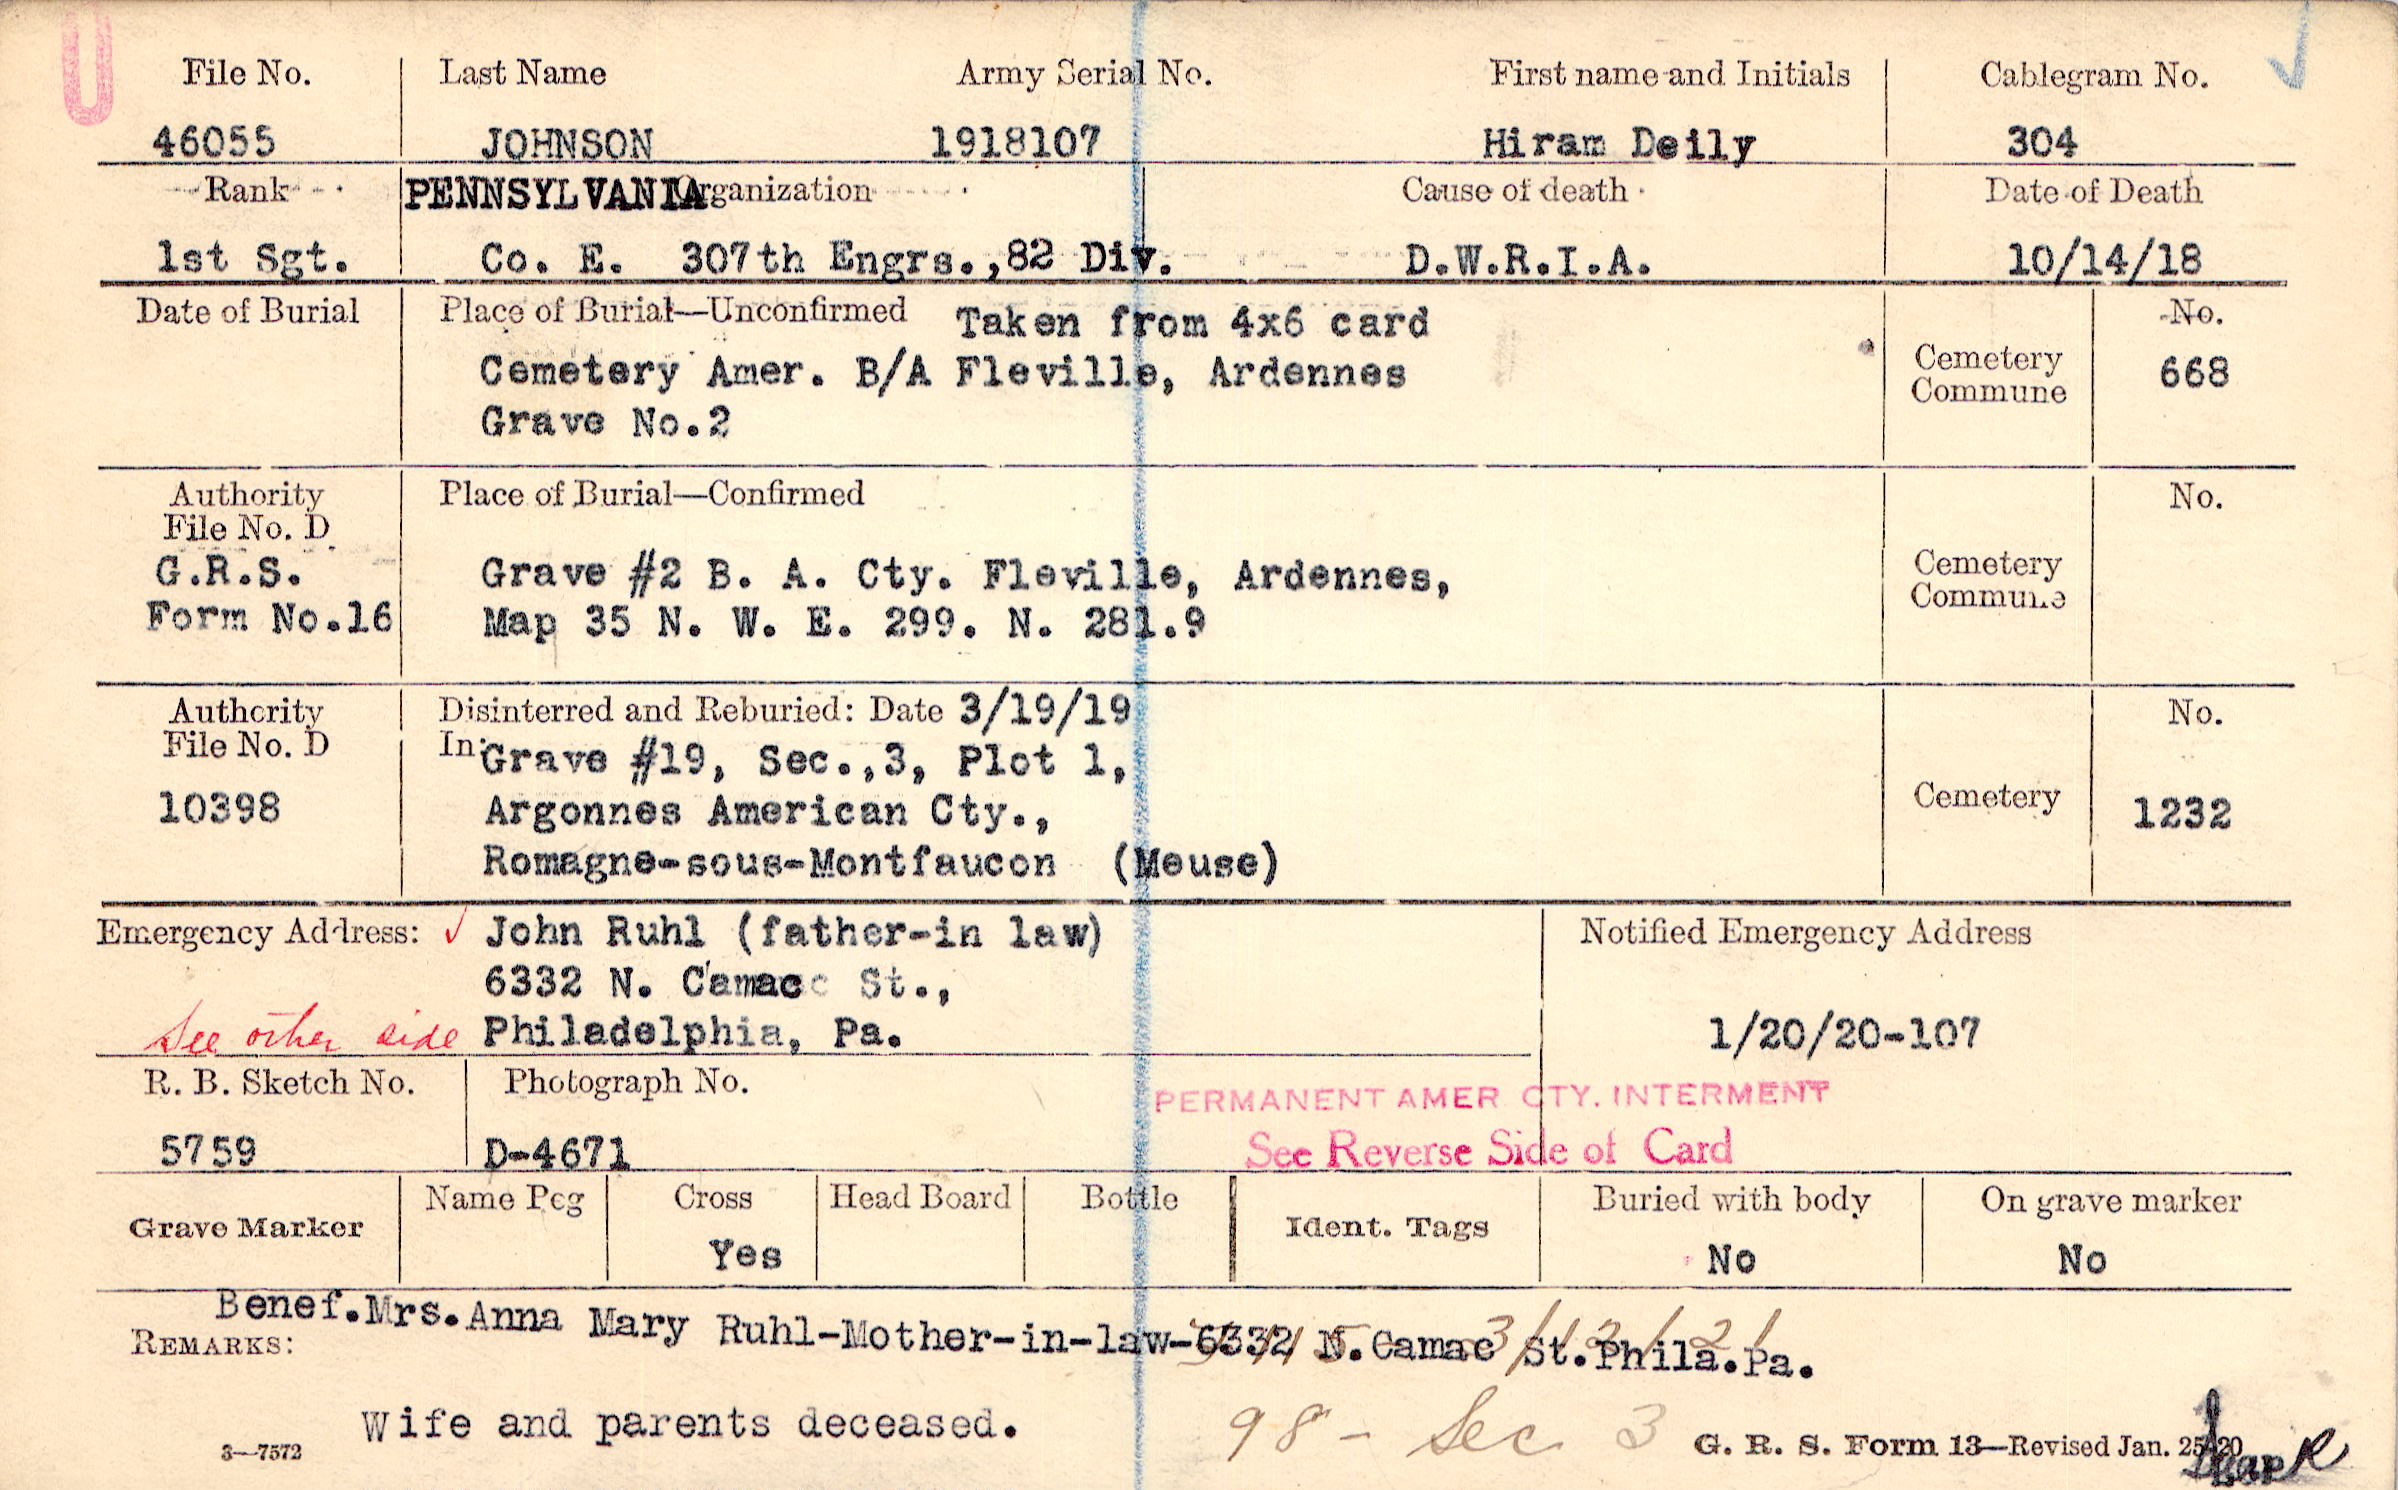 U
File No. Last Name Army Serial No. First name and Initials Cablegram No.
46055 JOHNSON 1918107 Hiram Deily 304
Rank PENNSYLVANIA Organization Cause of death Date of Death
1st Sgt. Co. E. 307th Engrs.,82 Div. D.W.R.I.A. 10/14/18
Date of Burial Place of Burial—Unconfirmed Taken from 4x6 card No.
Cemetery Amer. B/A Fleville, Ardennes Cemetery Commune 668
Grave No.2
Authority Place of Burial—Confirmed No.
File No. D
G.R.S. Grave #2 B. A. Cty. Fleville, Ardennes, Cemetery
Form No.16 Map 35 N. W. E. 299. N. 281.9 Commune
Authority Disinterred and Reburied: Date 3/19/19 No.
File No. D In: Grave #19, Sec.,3, Plot 1,
10398 Argonnes American Cty., Cemetery 1232
Romagne-sous-Montfaucon (Meuse)
Emergency Address: John Ruhl (father-in law) Notified Emergency Address
6332 N. Camac St.,
See other side Philadelphia, Pa. 1/20/20-107
R. B. Sketch No. Photograph No. PERMANENT AMER CTY. INTERMENT
5759 D-4671 See Reverse Side of Card
Name Peg Cross Head Board Bottle Buried with body On grave marker
Grave Marker Ident. Tags
Yes No No
Benef.Mrs.Anna Mary Ruhl-Mother-in-law-6332 N.Camac St.Phila.Pa.
REMARKS: 3/12/21
Wife and parents deceased. 98 - Sec 3
3—7572 G. R. S. Form 13—Revised Jan. 25-20